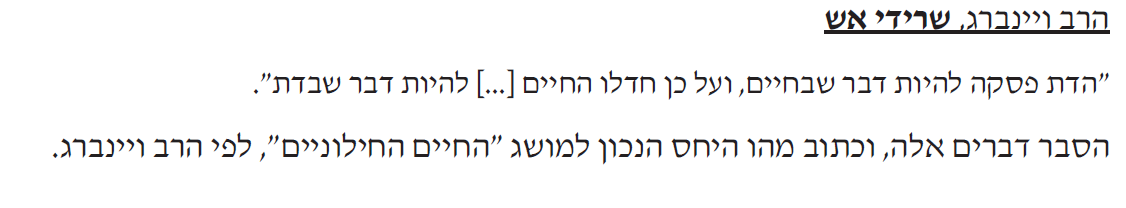 הרב ויינברג, שרידי אש
"הדת פסקה להיות דבר שבחיים, ועל כן חדלו החיים [...] להיות דבר שבדת".
הסבר דברים אלה, וכתוב מהו היחס הנכון למושג "החיים החילוניים", לפי הרב ויינברג.